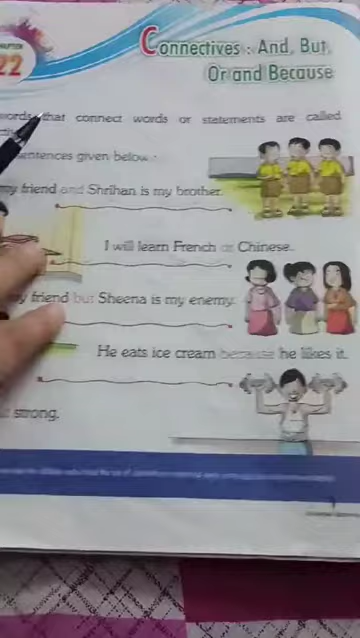 CHAPTER
22
Connectives : And, But,
Or and Because
words that connect words or statements are called
sentences given below :
my friend and Shrihan is my brother.
I will learn French or Chinese.
friend but Sheena is my enemy.
He eats ice cream because he likes it.
strong.